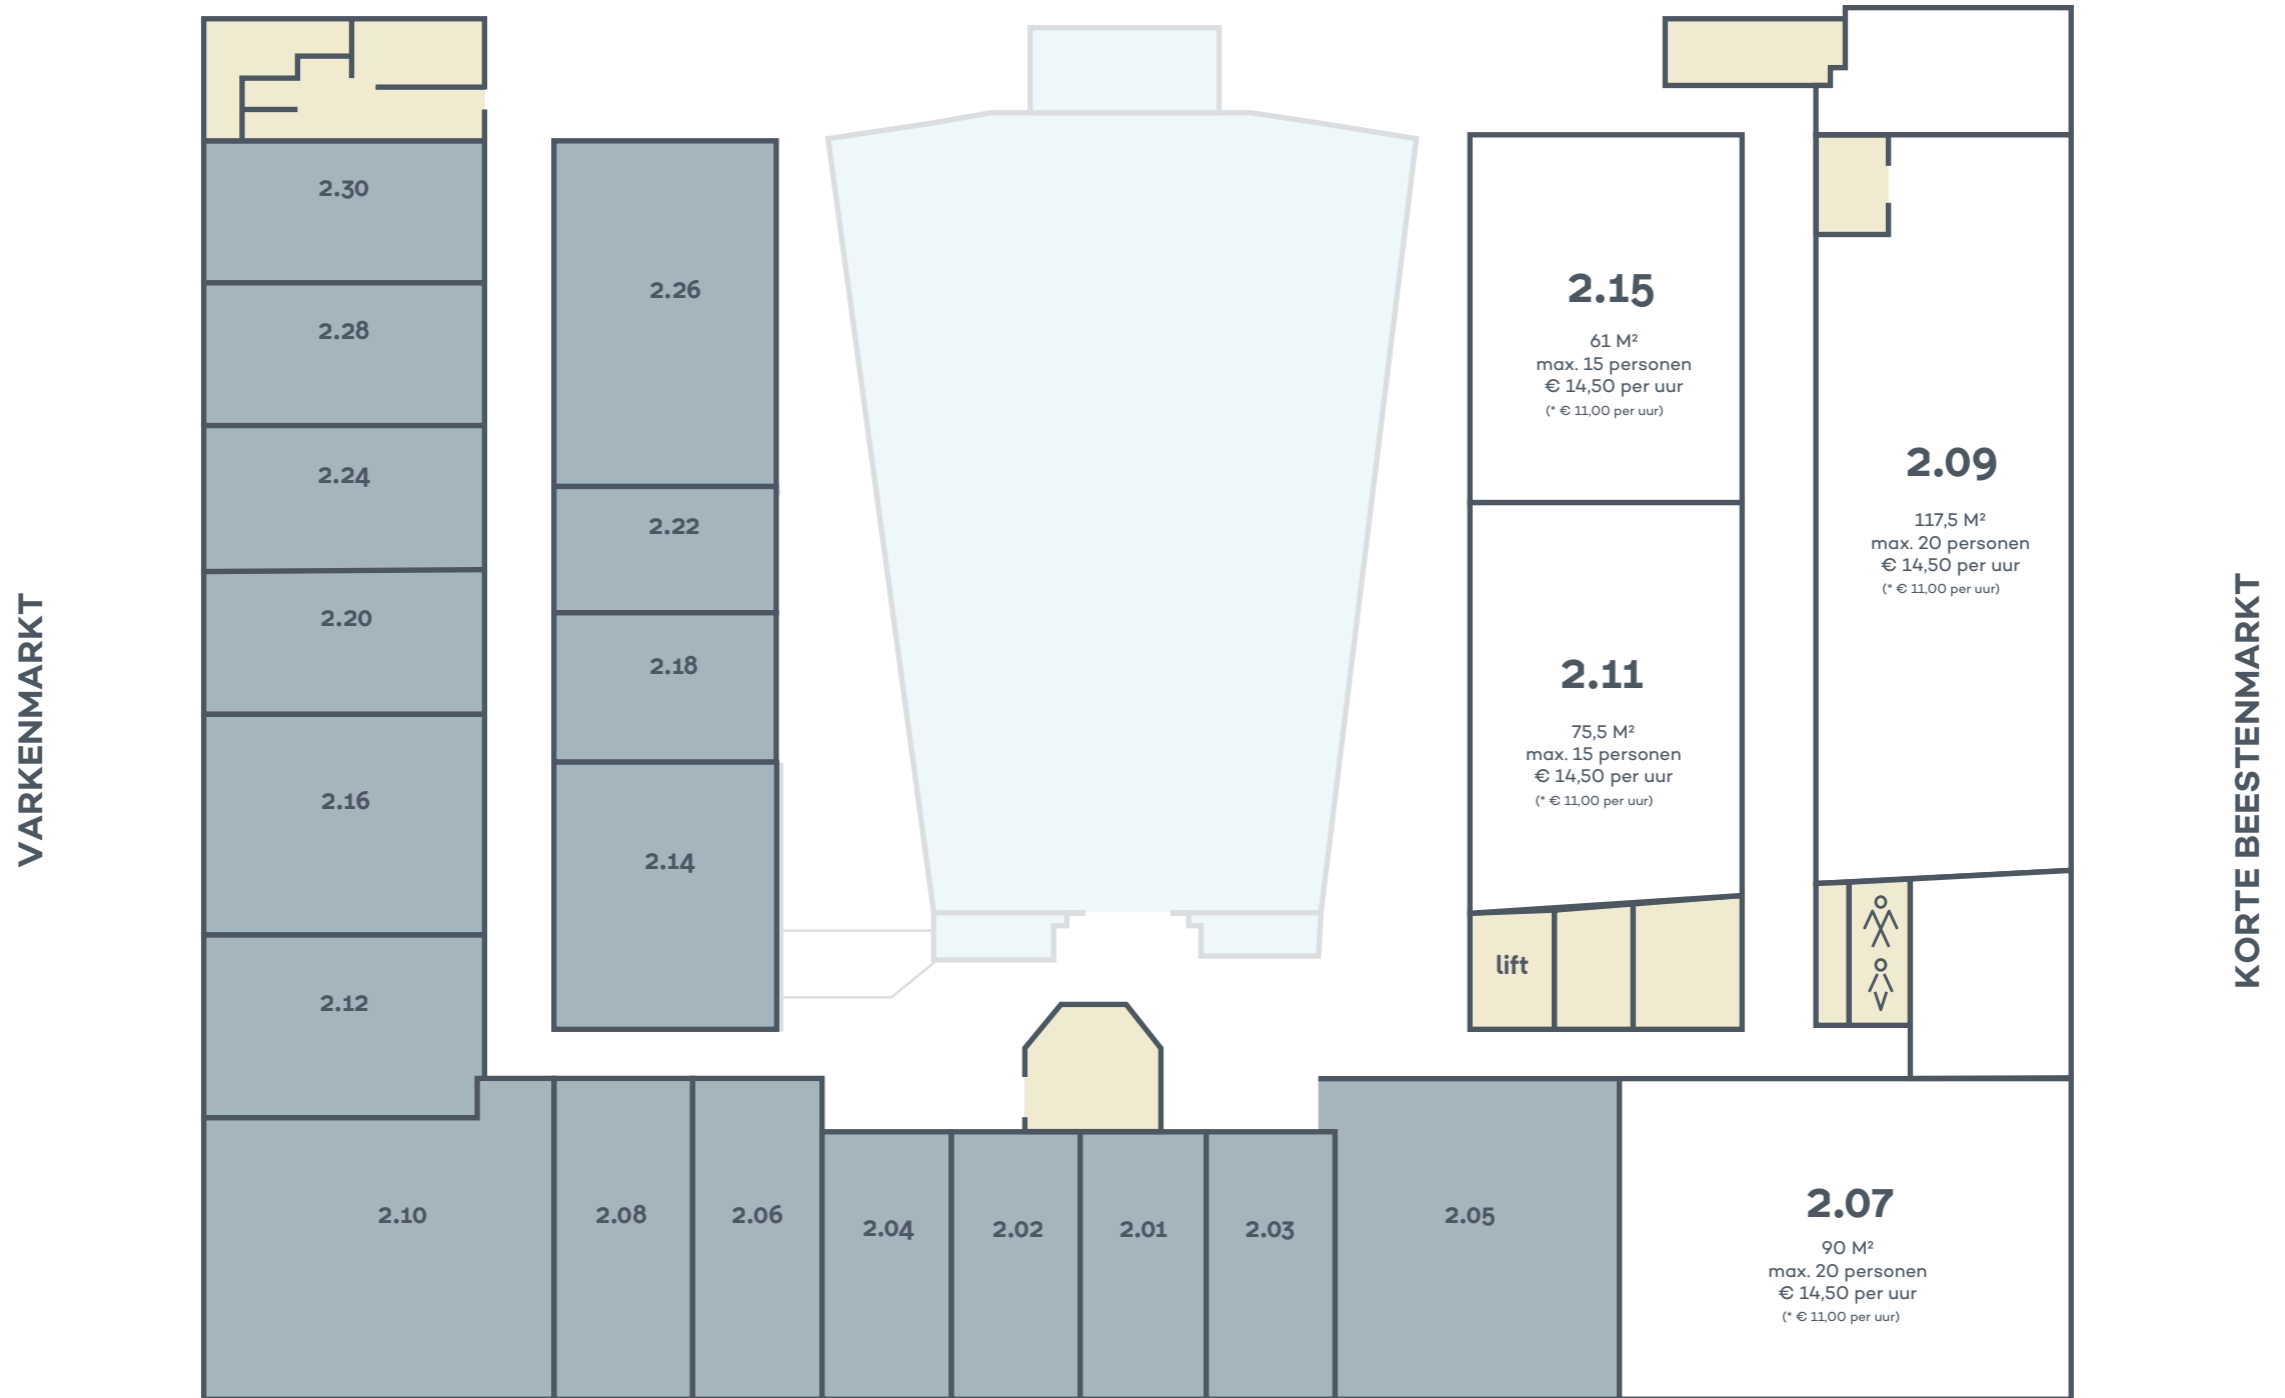 VARKENMARKT
2.30
2.28
2.24
2.20
2.16
2.12
2.26
2.22
2.18
2.14
2.10
2.08
2.06
2.04
2.02
2.01
2.03
2.05
2.15
61 M²
max. 15 personen
€ 14,50 per uur
(* € 11,00 per uur)
2.11
75,5 M²
max. 15 personen
€ 14,50 per uur
(* € 11,00 per uur)
lift
2.09
117,5 M²
max. 20 personen
€ 14,50 per uur
(* € 11,00 per uur)
2.07
90 M²
max. 20 personen
€ 14,50 per uur
(* € 11,00 per uur)
KORTE BEESTENMARKT